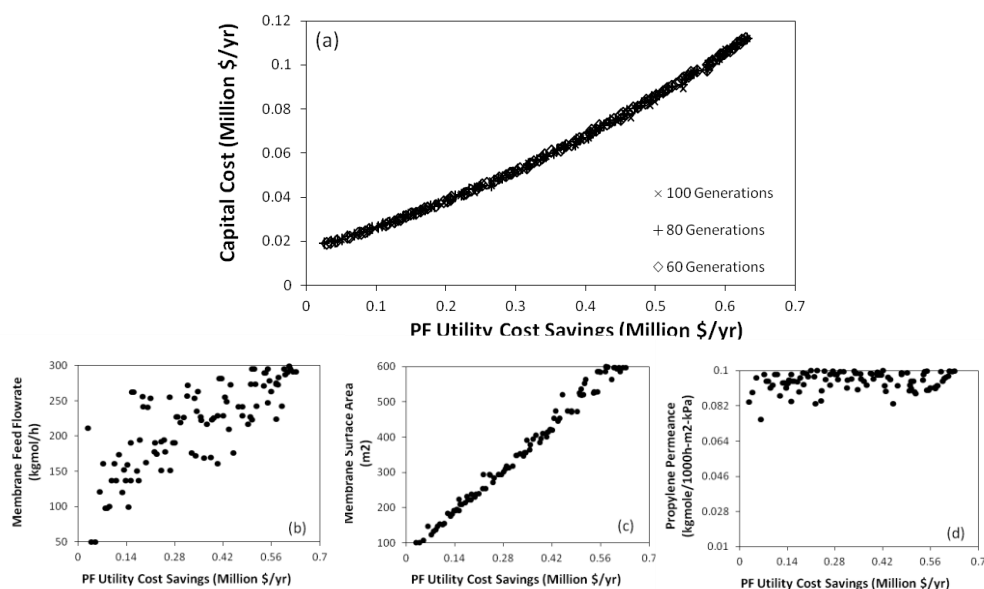 (a)
Capital Cost (Million $/yr)
0.12
0.1
0.08
0.06
0.04
0.02
0
× 100 Generations
+ 80 Generations
◇ 60 Generations
0 0.1 0.2 0.3 0.4 0.5 0.6 0.7
PF Utility Cost Savings (Million $/yr)
Membrane Feed Flowrate
(kgmol/h)
300
250
200
150
100
50
(b)
0.14 0.28 0.42 0.56 0.7
PF Utility Cost Savings (Million $/yr)
Membrane Surface Area
(m2)
600
500
400
300
200
100
(c)
0.14 0.28 0.42 0.56 0.7
PF Utility Cost Savings (Million $/yr)
Propylene Permeance
(kgmole/1000h-m2-kPa)
0.1
0.082
0.064
0.046
0.028
0.01
(d)
0 0.14 0.28 0.42 0.56 0.7
PF Utility Cost Savings (Million $/yr)